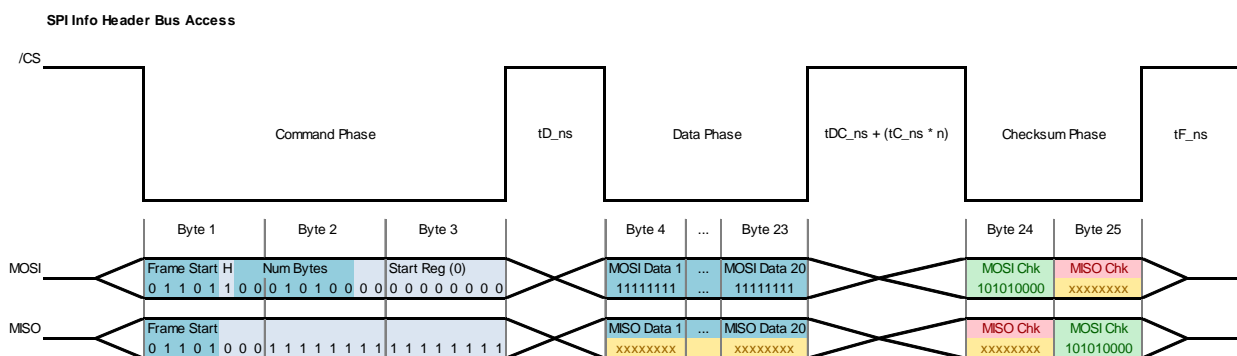 SPI Info Header Bus Access
/CS
Command Phase tD_ns Data Phase tDC_ns + (tC_ns * n) Checksum Phase tF_ns
Byte 1 Byte 2 Byte 3 Byte 4 ... Byte 23 Byte 24 Byte 25
MOSI Frame Start H Num Bytes Start Reg (0) MOSI Data 1 ... MOSI Data 20 MOSI Chk MISO Chk
0 1 1 0 1 1 0 0 0 1 0 1 0 0 0 0 0 0 0 0 0 0 0 0 11111111 ... 11111111 101010000 xxxxxxxx
MISO Frame Start MISO Data 1 ... MISO Data 20 MISO Chk MOSI Chk
0 1 1 0 1 0 0 0 1 1 1 1 1 1 1 1 1 1 1 1 1 1 1 1 xxxxxxxx xxxxxxxx xxxxxxxx 101010000